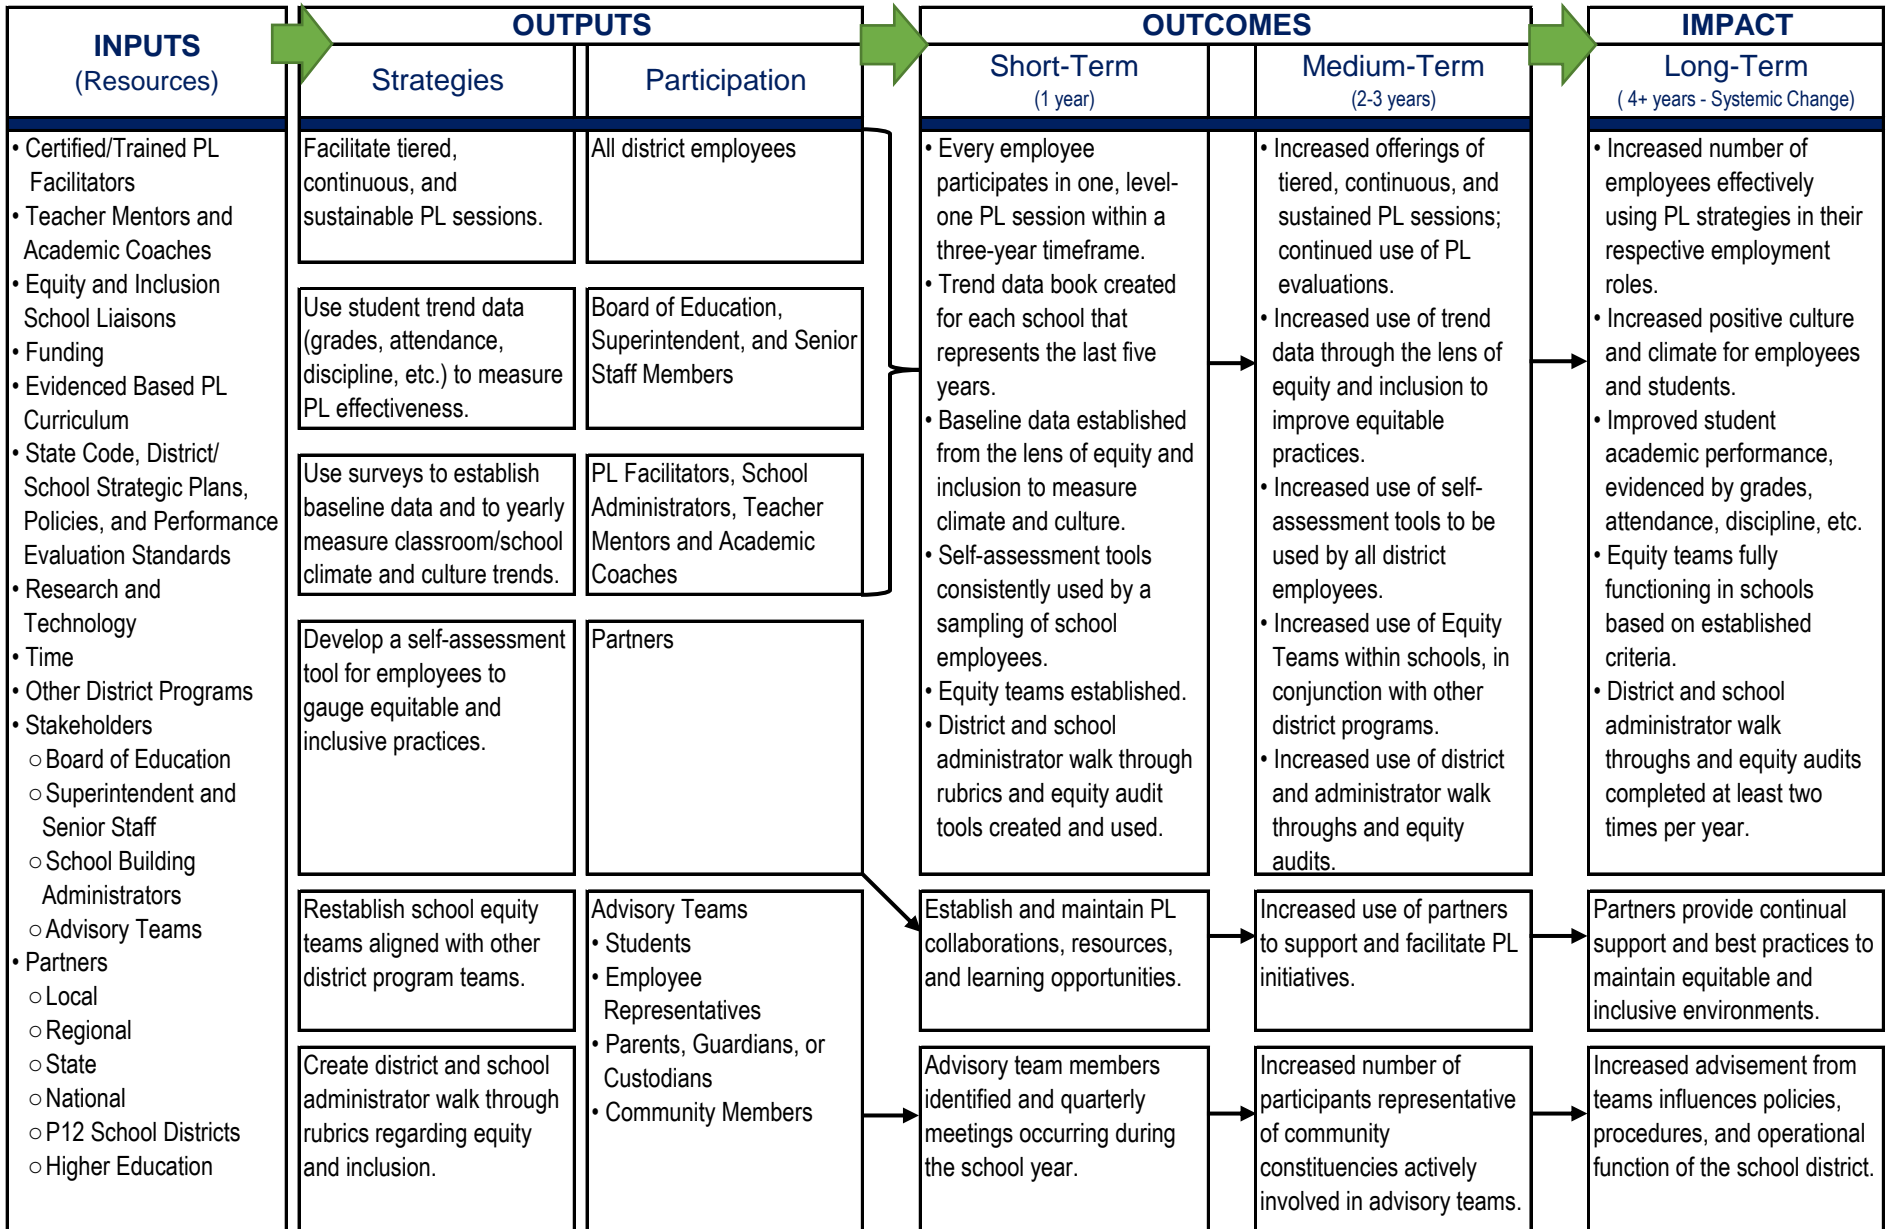 INPUTS
(Resources)
• Certified/Trained PL
Facilitators
• Teacher Mentors and
Academic Coaches
• Equity and Inclusion
School Liaisons
• Funding
• Evidenced Based PL
Curriculum
• State Code, District/
School Strategic Plans,
Policies, and Performance
Evaluation Standards
• Research and
Technology
• Time
• Other District Programs
• Stakeholders
○ Board of Education
○ Superintendent and
Senior Staff
○ School Building
Administrators
○ Advisory Teams
• Partners
○ Local
○ Regional
○ State
○ National
○ P12 School Districts
○ Higher Education
OUTPUTS
Strategies
Facilitate tiered,
continuous, and
sustainable PL sessions.
Use student trend data
(grades, attendance,
discipline, etc.) to measure
PL effectiveness.
Use surveys to establish
baseline data and to yearly
measure classroom/school
climate and culture trends.
Develop a self-assessment
tool for employees to
gauge equitable and
inclusive practices.
Restablish school equity
teams aligned with other
district program teams.
Create district and school
administrator walk through
rubrics regarding equity
and inclusion.
Participation
All district employees
Board of Education,
Superintendent, and Senior
Staff Members
PL Facilitators, School
Administrators, Teacher
Mentors and Academic
Coaches
Partners
Advisory Teams
• Students
• Employee
Representatives
• Parents, Guardians, or
Custodians
• Community Members
OUTCOMES
Short-Term
(1 year)
• Every employee
participates in one, level-
one PL session within a
three-year timeframe.
• Trend data book created
for each school that
represents the last five
years.
• Baseline data established
from the lens of equity and
inclusion to measure
climate and culture.
• Self-assessment tools
consistently used by a
sampling of school
employees.
• Equity teams established.
• District and school
administrator walk through
rubrics and equity audit
tools created and used.
Establish and maintain PL
collaborations, resources,
and learning opportunities.
Advisory team members
identified and quarterly
meetings occurring during
the school year.
Medium-Term
(2-3 years)
• Increased offerings of
tiered, continuous, and
sustained PL sessions;
continued use of PL
evaluations.
• Increased use of trend
data through the lens of
equity and inclusion to
improve equitable
practices.
• Increased use of self-
assessment tools to be
used by all district
employees.
• Increased use of Equity
Teams within schools, in
conjunction with other
district programs.
• Increased use of district
and administrator walk
throughs and equity
audits.
Increased use of partners
to support and facilitate PL
initiatives.
Increased number of
participants representative
of community
constituencies actively
involved in advisory teams.
IMPACT
Long-Term
( 4+ years - Systemic Change)
• Increased number of
employees effectively
using PL strategies in their
respective employment
roles.
• Increased positive culture
and climate for employees
and students.
• Improved student
academic performance,
evidenced by grades,
attendance, discipline, etc.
• Equity teams fully
functioning in schools
based on established
criteria.
• District and school
administrator walk
throughs and equity audits
completed at least two
times per year.
Partners provide continual
support and best practices to
maintain equitable and
inclusive environments.
Increased advisement from
teams influences policies,
procedures, and operational
function of the school district.